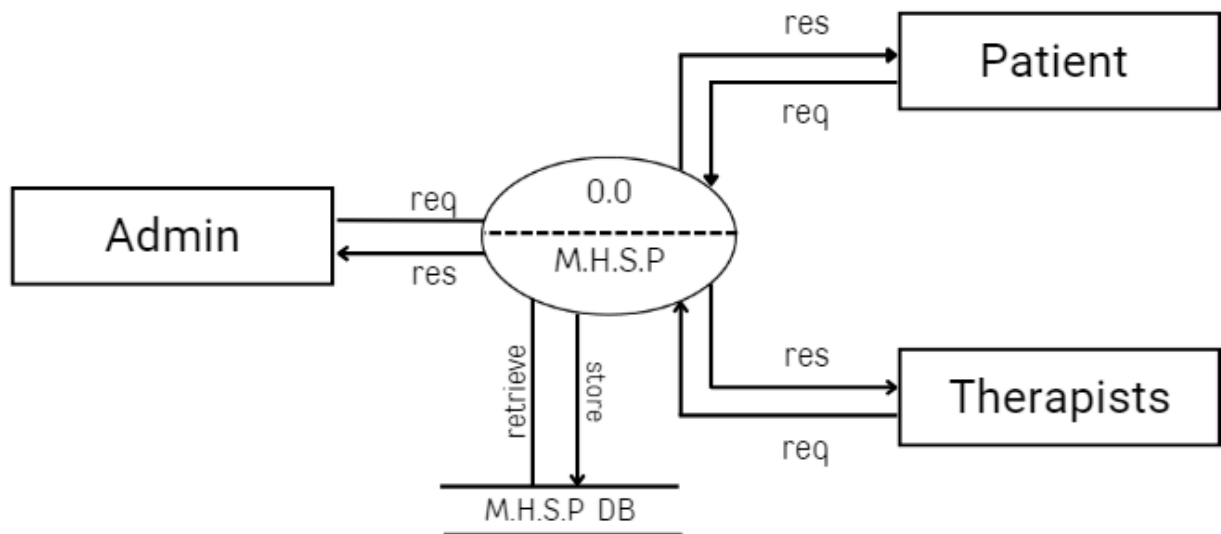 res
Patient
req
0.0
req
Admin
M.H.S.P
res
retrieve
store
res
Therapists
req
M.H.S.P DB